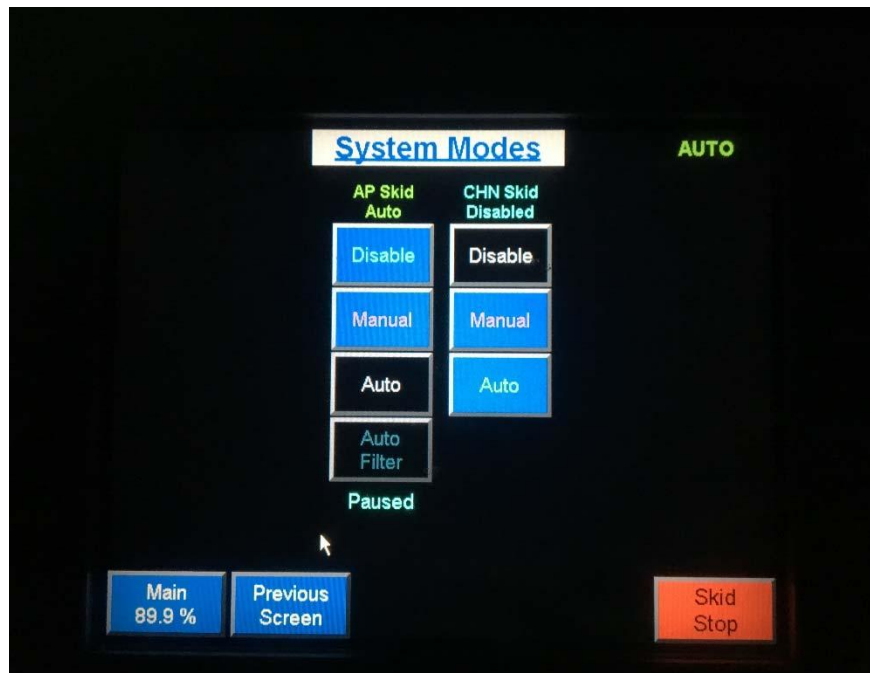 System Modes
AUTO
AP Skid
Auto
CHN Skid
Disabled
Disable
Disable
Manual
Manual
Auto
Auto
Auto
Filter
Paused
Main
89.9 %
Previous
Screen
Skid
Stop